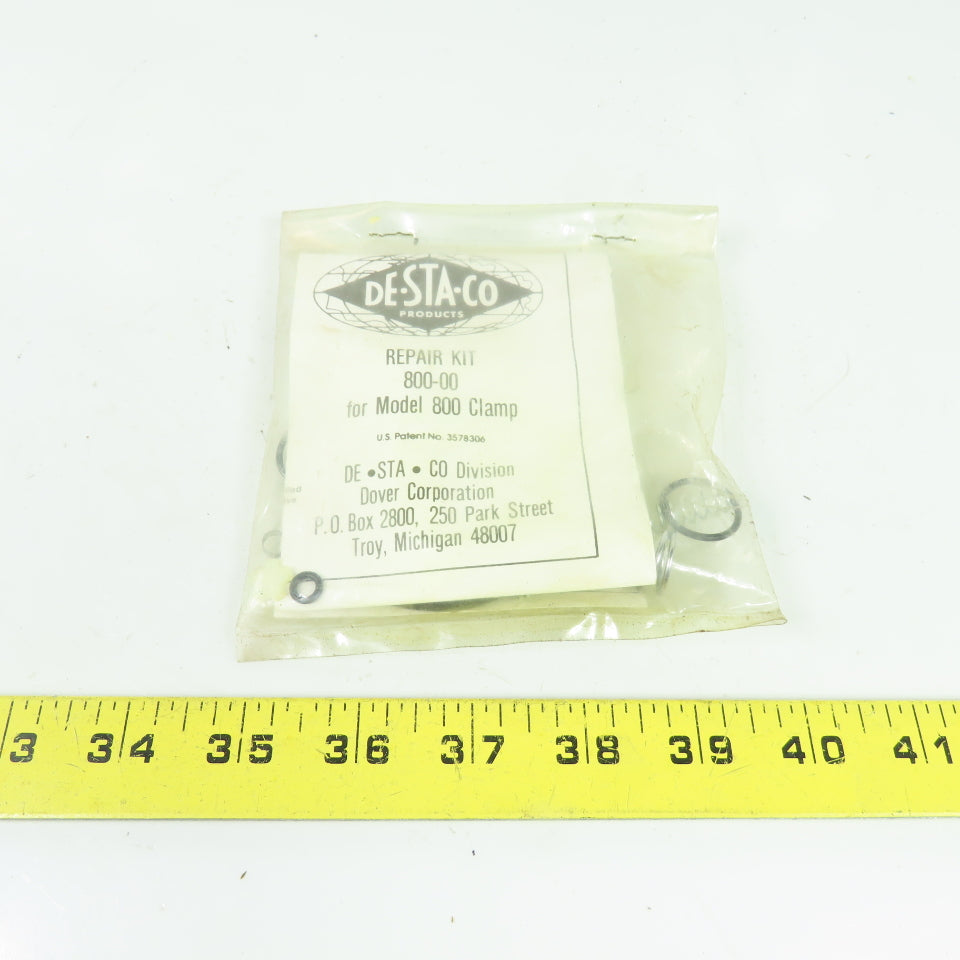 DE·STA·CO
PRODUCTS
REPAIR KIT
800-00
for Model 800 Clamp
U.S. Patent No. 3578306
DE •STA • CO Division
Dover Corporation
P.O. Box 2800, 250 Park Street
Troy, Michigan 48007
3 34 35 36 37 38 39 40 41